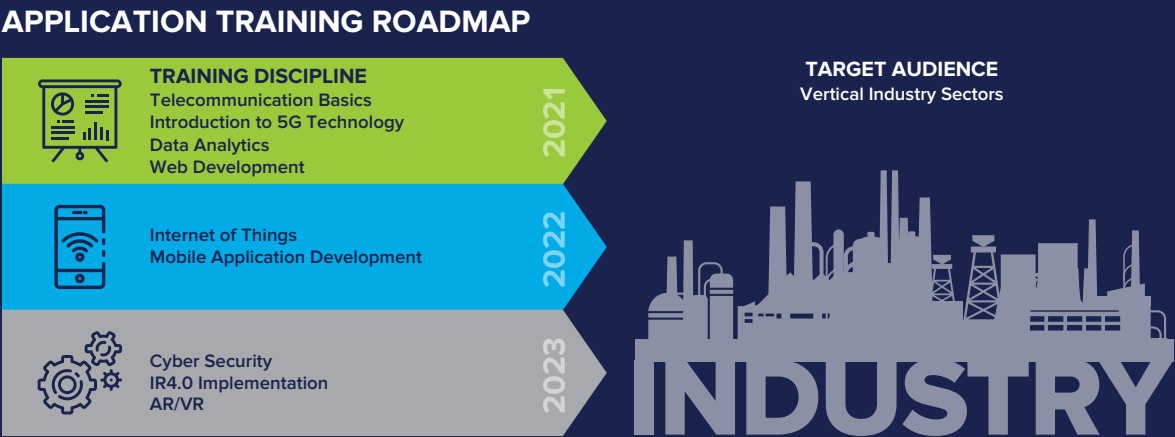 APPLICATION TRAINING ROADMAP
TRAINING DISCIPLINE
Telecommunication Basics
Introduction to 5G Technology
Data Analytics
Web Development
2021
Internet of Things
Mobile Application Development
2022
Cyber Security
IR4.0 Implementation
AR/VR
2023
TARGET AUDIENCE
Vertical Industry Sectors
INDUSTRY